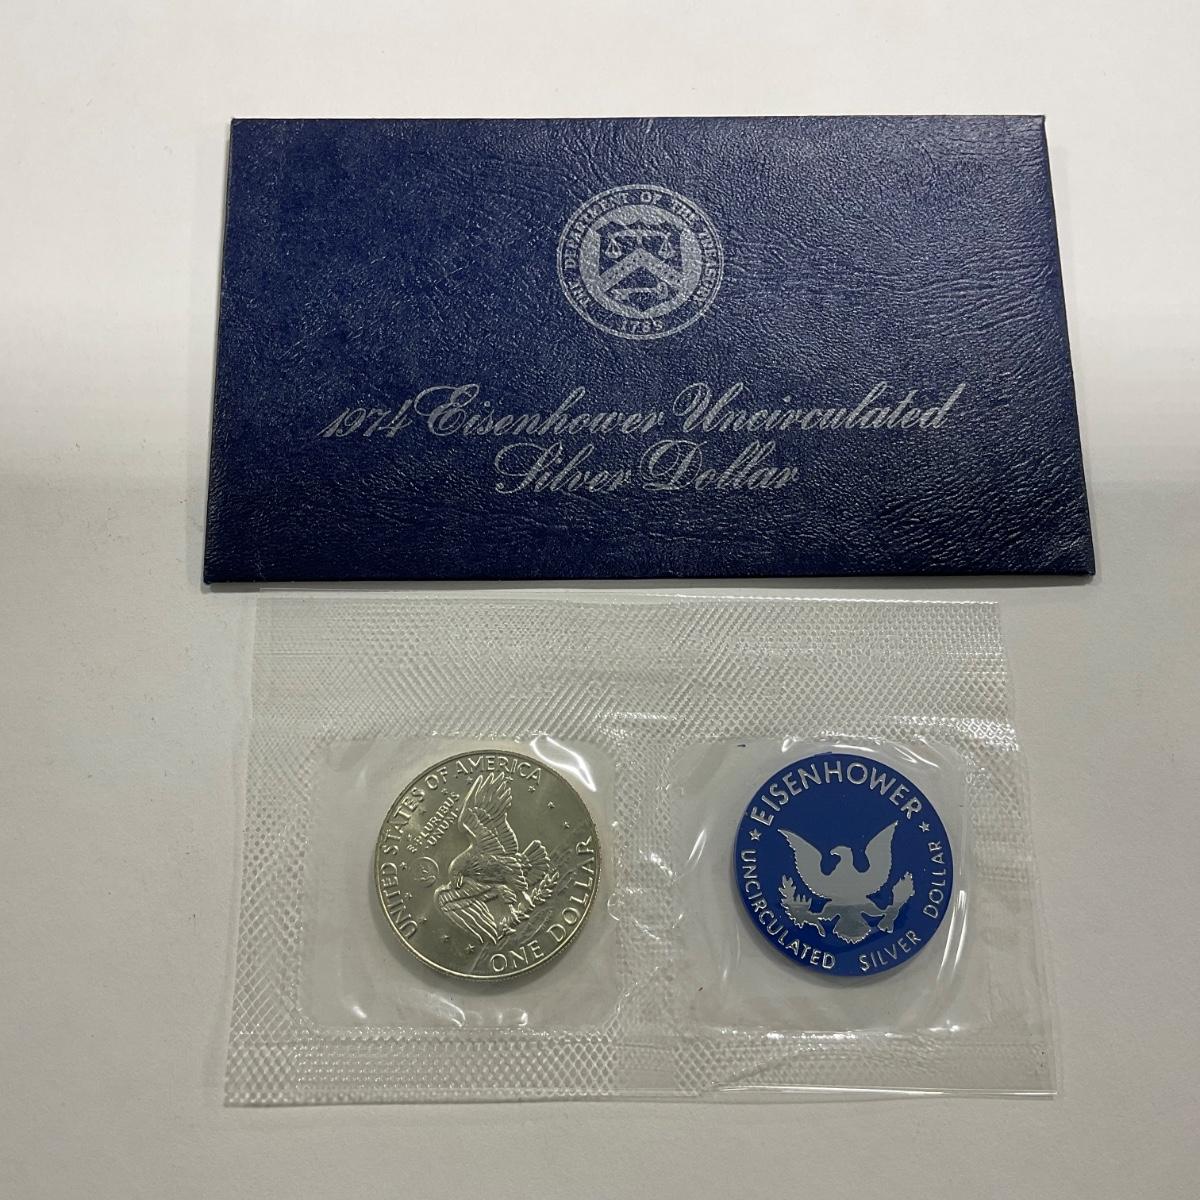 THE DEPARTMENT OF THE TREASURY
1789
1974 Eisenhower Uncirculated
Silver Dollar
UNITED STATES OF AMERICA
E PLURIBUS
UNUM
ONE DOLLAR
EISENHOWER
UNCIRCULATED SILVER DOLLAR